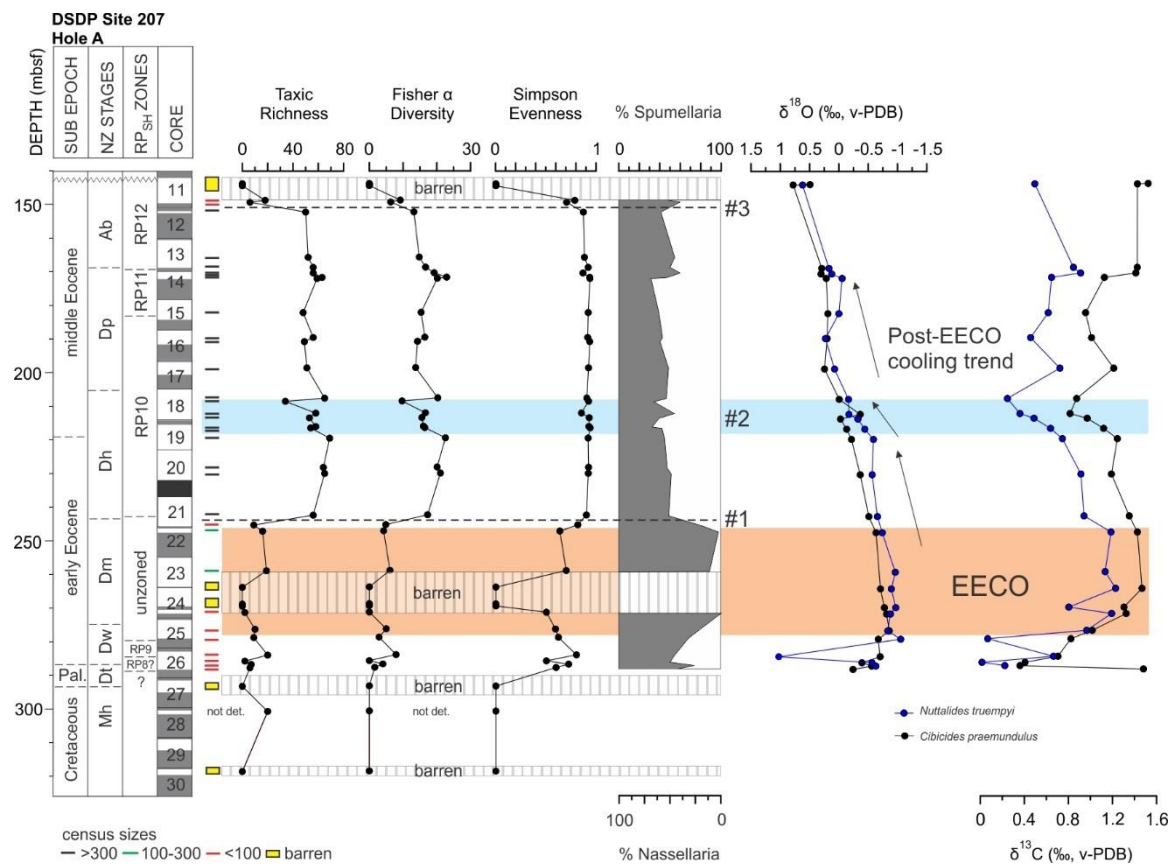 DSDP Site 207
Hole A
DEPTH (mbsf)
SUB EPOCH
NZ STAGES
RPSH ZONES
CORE
Taxic
Richness
Fisher α
Diversity
Simpson
Evenness
% Spumellaria
δ18O (‰, v-PDB)
0 40 80
0 30
0 1
0 100
1 0.5 0 -0.5 -1 -1.5
150
200
250
300
middle Eocene
early Eocene
Pal.
Cretaceous
Ab
Dp
Dh
Dm
Dw
Dt
Mh
RP12
RP11
RP10
unzoned
RP9
RP8?
?
11
12
13
14
15
16
17
18
19
20
21
22
23
24
25
26
27
28
29
30
barren
#3
Post-EECO
cooling trend
#2
#1
barren
EECO
barren
not det.
not det.
barren
Nuttalides truempyi
Cibicides praemundulus
100 0
% Nassellaria
0 0.4 0.8 1.2 1.6
δ13C (‰, v-PDB)
census sizes
>300 100-300 <100 barren